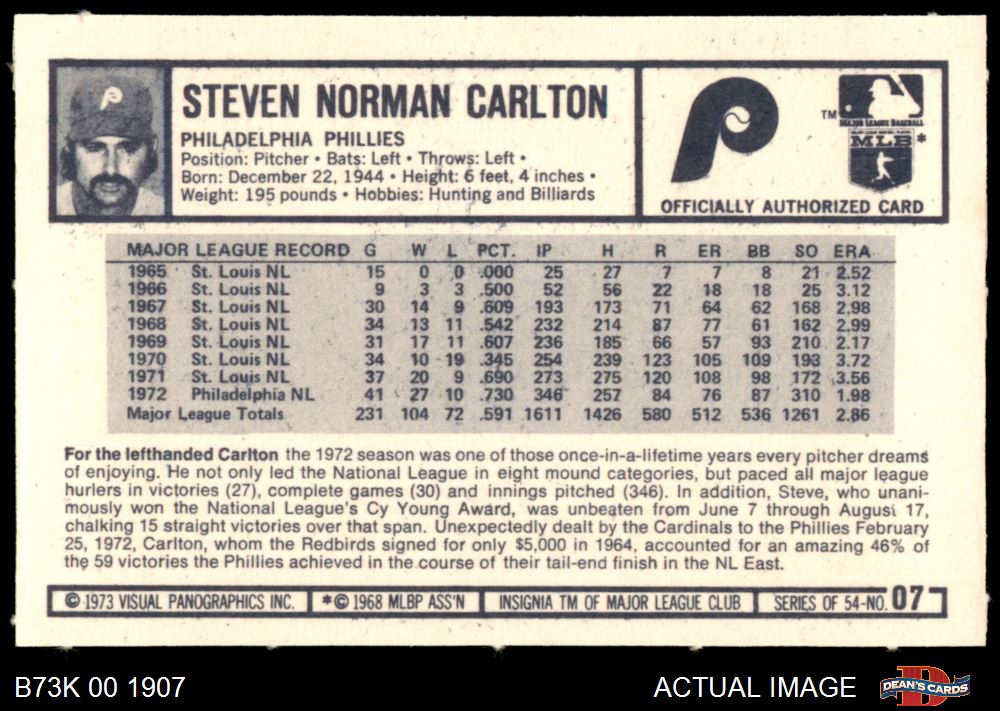 STEVEN NORMAN CARLTON
PHILADELPHIA PHILLIES
Position: Pitcher • Bats: Left • Throws: Left •
Born: December 22, 1944 • Height: 6 feet, 4 inches •
Weight: 195 pounds • Hobbies: Hunting and Billiards
P
P
TM
MAJOR LEAGUE BASEBALL
MAJOR LEAGUE BASEBALL PLAYERS
MLB *
OFFICIALLY AUTHORIZED CARD
MAJOR LEAGUE RECORD G W L PCT. IP H R ER BB SO ERA
1965 St. Louis NL 15 0 0 .000 25 27 7 7 8 21 2.52
1966 St. Louis NL 9 3 3 .500 52 56 22 18 18 25 3.12
1967 St. Louis NL 30 14 9 .609 193 173 71 64 62 168 2.98
1968 St. Louis NL 34 13 11 .542 232 214 87 77 61 162 2.99
1969 St. Louis NL 31 17 11 .607 236 185 66 57 93 210 2.17
1970 St. Louis NL 34 10 19 .345 254 239 123 105 109 193 3.72
1971 St. Louis NL 37 20 9 .690 273 275 120 108 98 172 3.56
1972 Philadelphia NL 41 27 10 .730 346 257 84 76 87 310 1.98
Major League Totals 231 104 72 .591 1611 1426 580 512 536 1261 2.86
For the lefthanded Carlton the 1972 season was one of those once-in-a-lifetime years every pitcher dreams
of enjoying. He not only led the National League in eight mound categories, but paced all major league
hurlers in victories (27), complete games (30) and innings pitched (346). In addition, Steve, who unani-
mously won the National League's Cy Young Award, was unbeaten from June 7 through August 17,
chalking 15 straight victories over that span. Unexpectedly dealt by the Cardinals to the Phillies February
25, 1972, Carlton, whom the Redbirds signed for only $5,000 in 1964, accounted for an amazing 46% of
the 59 victories the Phillies achieved in the course of their tail-end finish in the NL East.
© 1973 VISUAL PANOGRAPHICS INC. *© 1968 MLBP ASS'N INSIGNIA TM OF MAJOR LEAGUE CLUB SERIES OF 54-NO. 07
B73K 00 1907 ACTUAL IMAGE DEAN'S CARDS